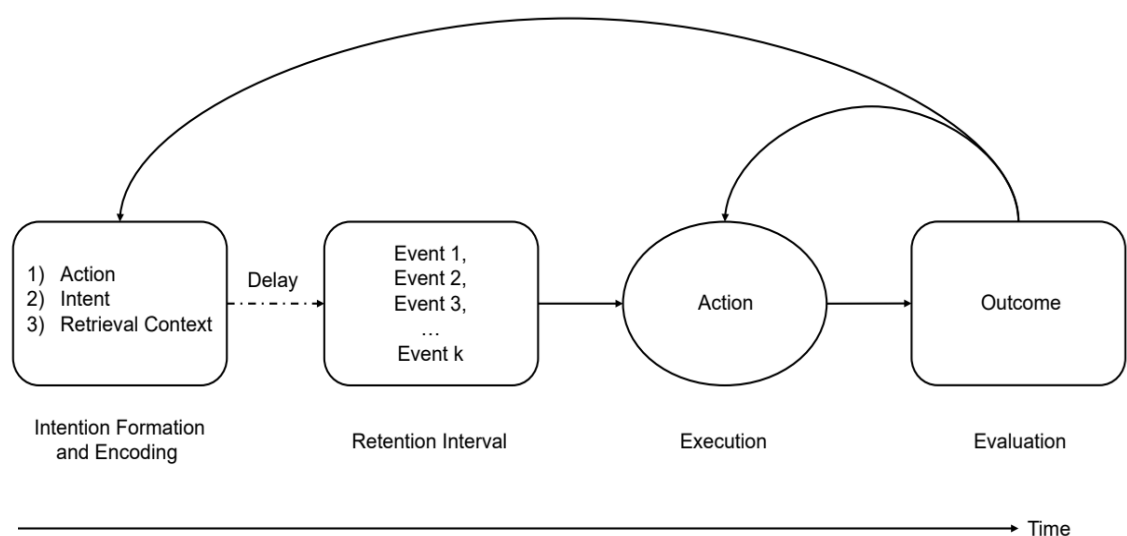 1) Action
2) Intent
3) Retrieval Context
Delay
Event 1,
Event 2,
Event 3,
…
Event k
Action
Outcome
Intention Formation
and Encoding
Retention Interval
Execution
Evaluation
Time